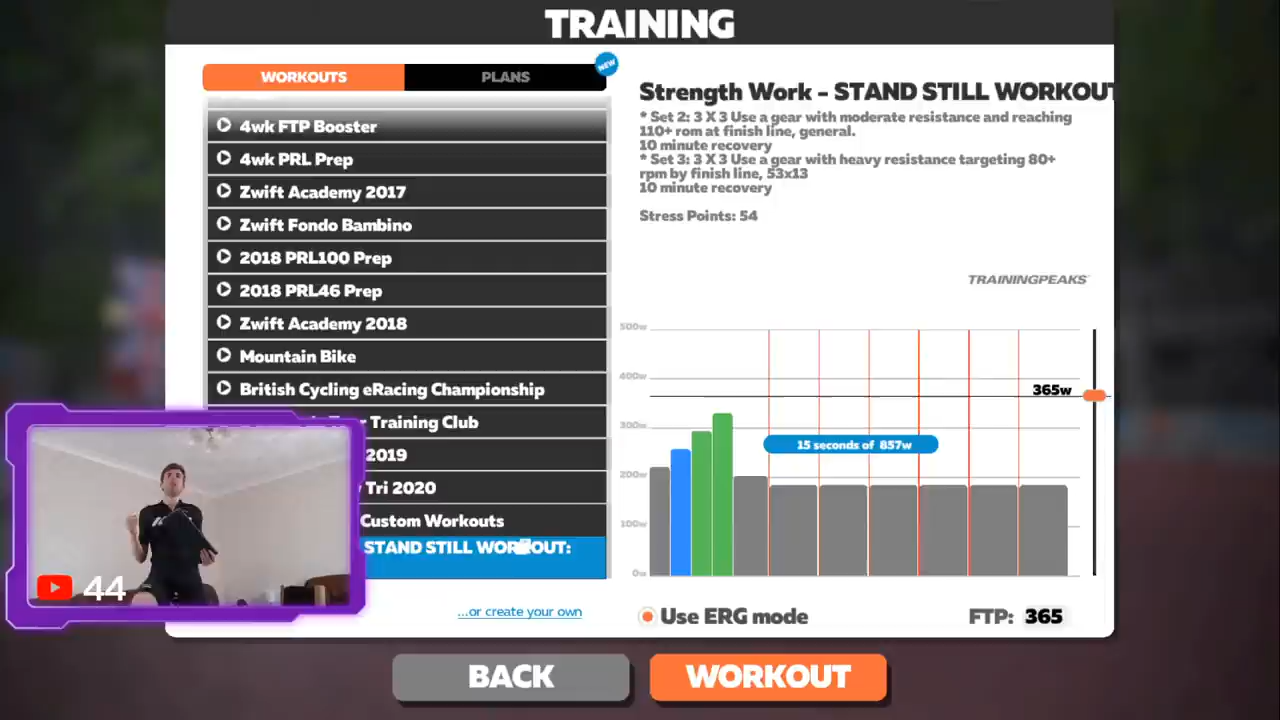 TRAINING
WORKOUTS
PLANS
NEW
4wk FTP Booster
4wk PRL Prep
Zwift Academy 2017
Zwift Fondo Bambino
2018 PRL100 Prep
2018 PRL46 Prep
Zwift Academy 2018
Mountain Bike
British Cycling eRacing Championship
Tour Training Club
2019
Tri 2020
Custom Workouts
STAND STILL WORKOUT:
...or create your own
Strength Work - STAND STILL WORKOUT
* Set 2: 3 X 3 Use a gear with moderate resistance and reaching
110+ rom at finish line, general.
10 minute recovery
* Set 3: 3 X 3 Use a gear with heavy resistance targeting 80+
rpm by finish line, 53x13
10 minute recovery
Stress Points: 54
TRAININGPEAKS
500w
400w
300w
200w
100w
0w
365w
15 seconds of 857w
Use ERG mode
FTP: 365
44
BACK
WORKOUT